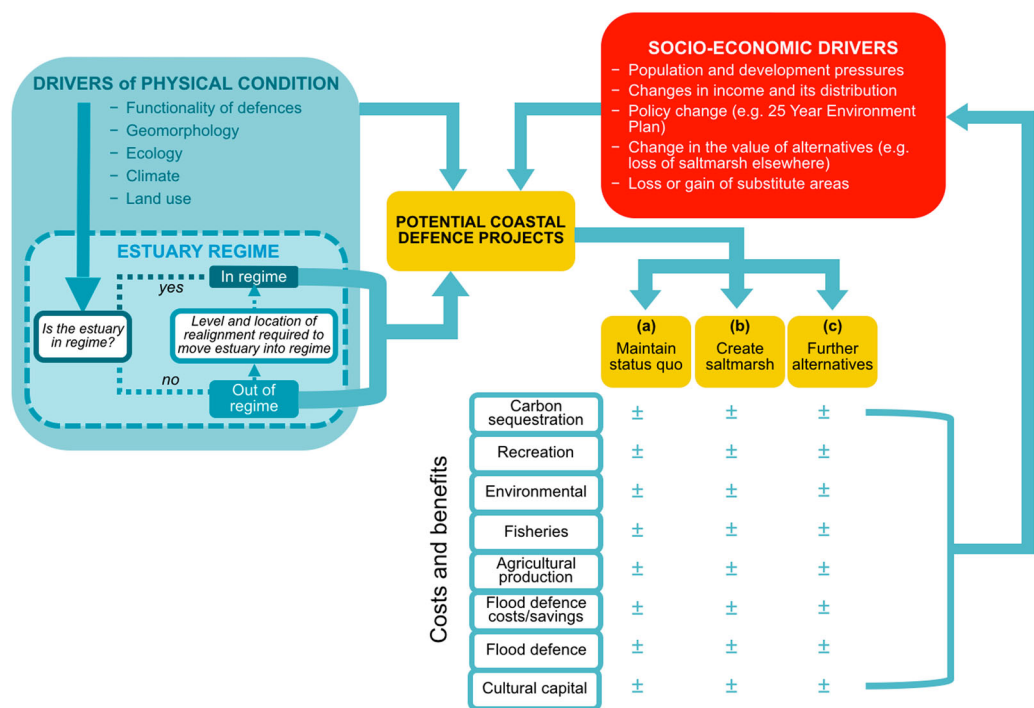 DRIVERS of PHYSICAL CONDITION
– Functionality of defences
– Geomorphology
– Ecology
– Climate
– Land use
ESTUARY REGIME
yes
In regime
Is the estuary
in regime?
Level and location of
realignment required to
move estuary into regime
no
Out of
regime
SOCIO-ECONOMIC DRIVERS
– Population and development pressures
– Changes in income and its distribution
– Policy change (e.g. 25 Year Environment
Plan)
– Change in the value of alternatives (e.g.
loss of saltmarsh elsewhere)
– Loss or gain of substitute areas
POTENTIAL COASTAL
DEFENCE PROJECTS
(a)
Maintain
status quo
(b)
Create
saltmarsh
(c)
Further
alternatives
Costs and benefits
Carbon
sequestration
± ± ±
Recreation
± ± ±
Environmental
± ± ±
Fisheries
± ± ±
Agricultural
production
± ± ±
Flood defence
costs/savings
± ± ±
Flood defence
± ± ±
Cultural capital
± ± ±